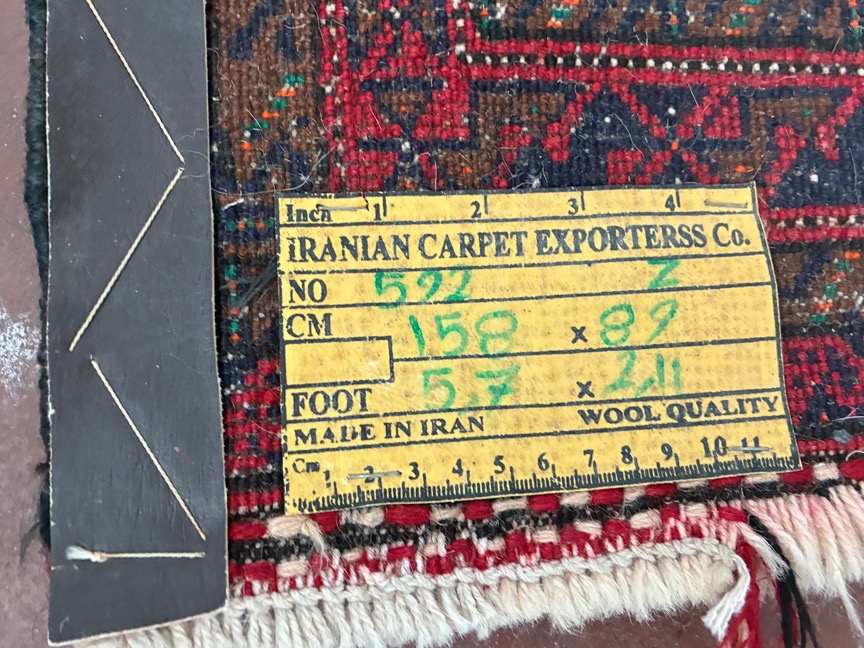 Inch 1 2 3 4
IRANIAN CARPET EXPORTERSS Co.
NO 522 2
CM 158 x 89
FOOT 5,7 x 2,11
MADE IN IRAN WOOL QUALITY
Cm 1 2 3 4 5 6 7 8 9 10 11